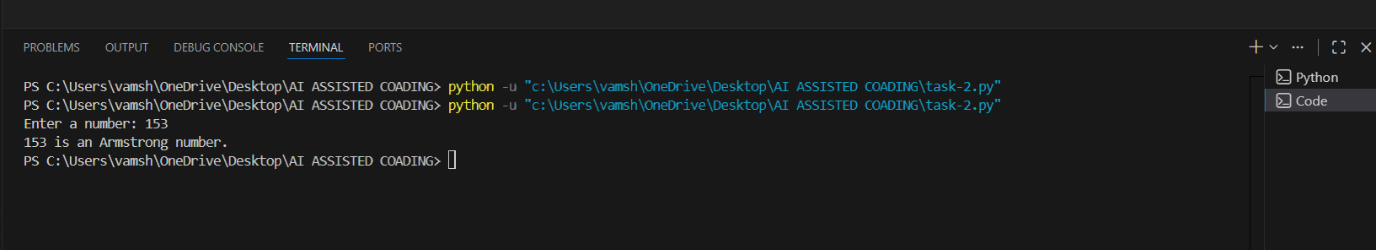 PROBLEMS OUTPUT DEBUG CONSOLE TERMINAL PORTS
PS C:\Users\vamsh\OneDrive\Desktop\AI ASSISTED COADING> python -u "c:\Users\vamsh\OneDrive\Desktop\AI ASSISTED COADING\task-2.py"
PS C:\Users\vamsh\OneDrive\Desktop\AI ASSISTED COADING> python -u "c:\Users\vamsh\OneDrive\Desktop\AI ASSISTED COADING\task-2.py"
Enter a number: 153
153 is an Armstrong number.
PS C:\Users\vamsh\OneDrive\Desktop\AI ASSISTED COADING>
Python
Code